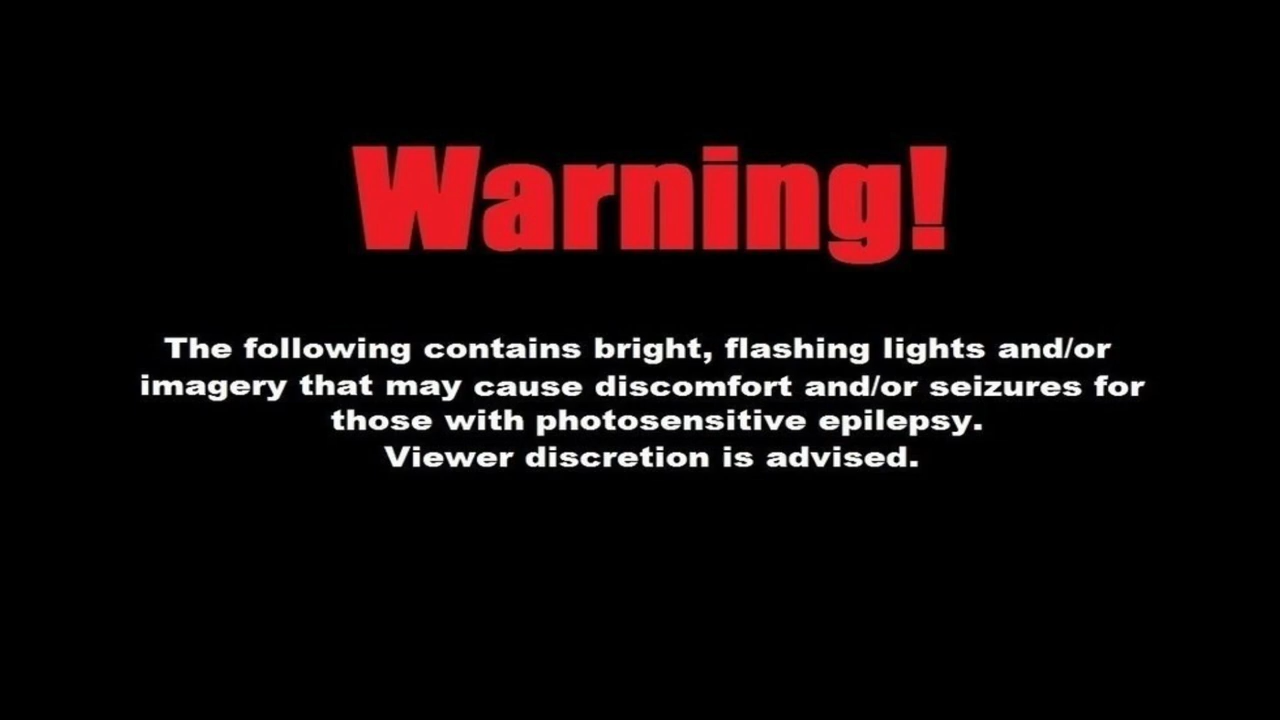 Warning!
The following contains bright, flashing lights and/or
imagery that may cause discomfort and/or seizures for
those with photosensitive epilepsy.
Viewer discretion is advised.